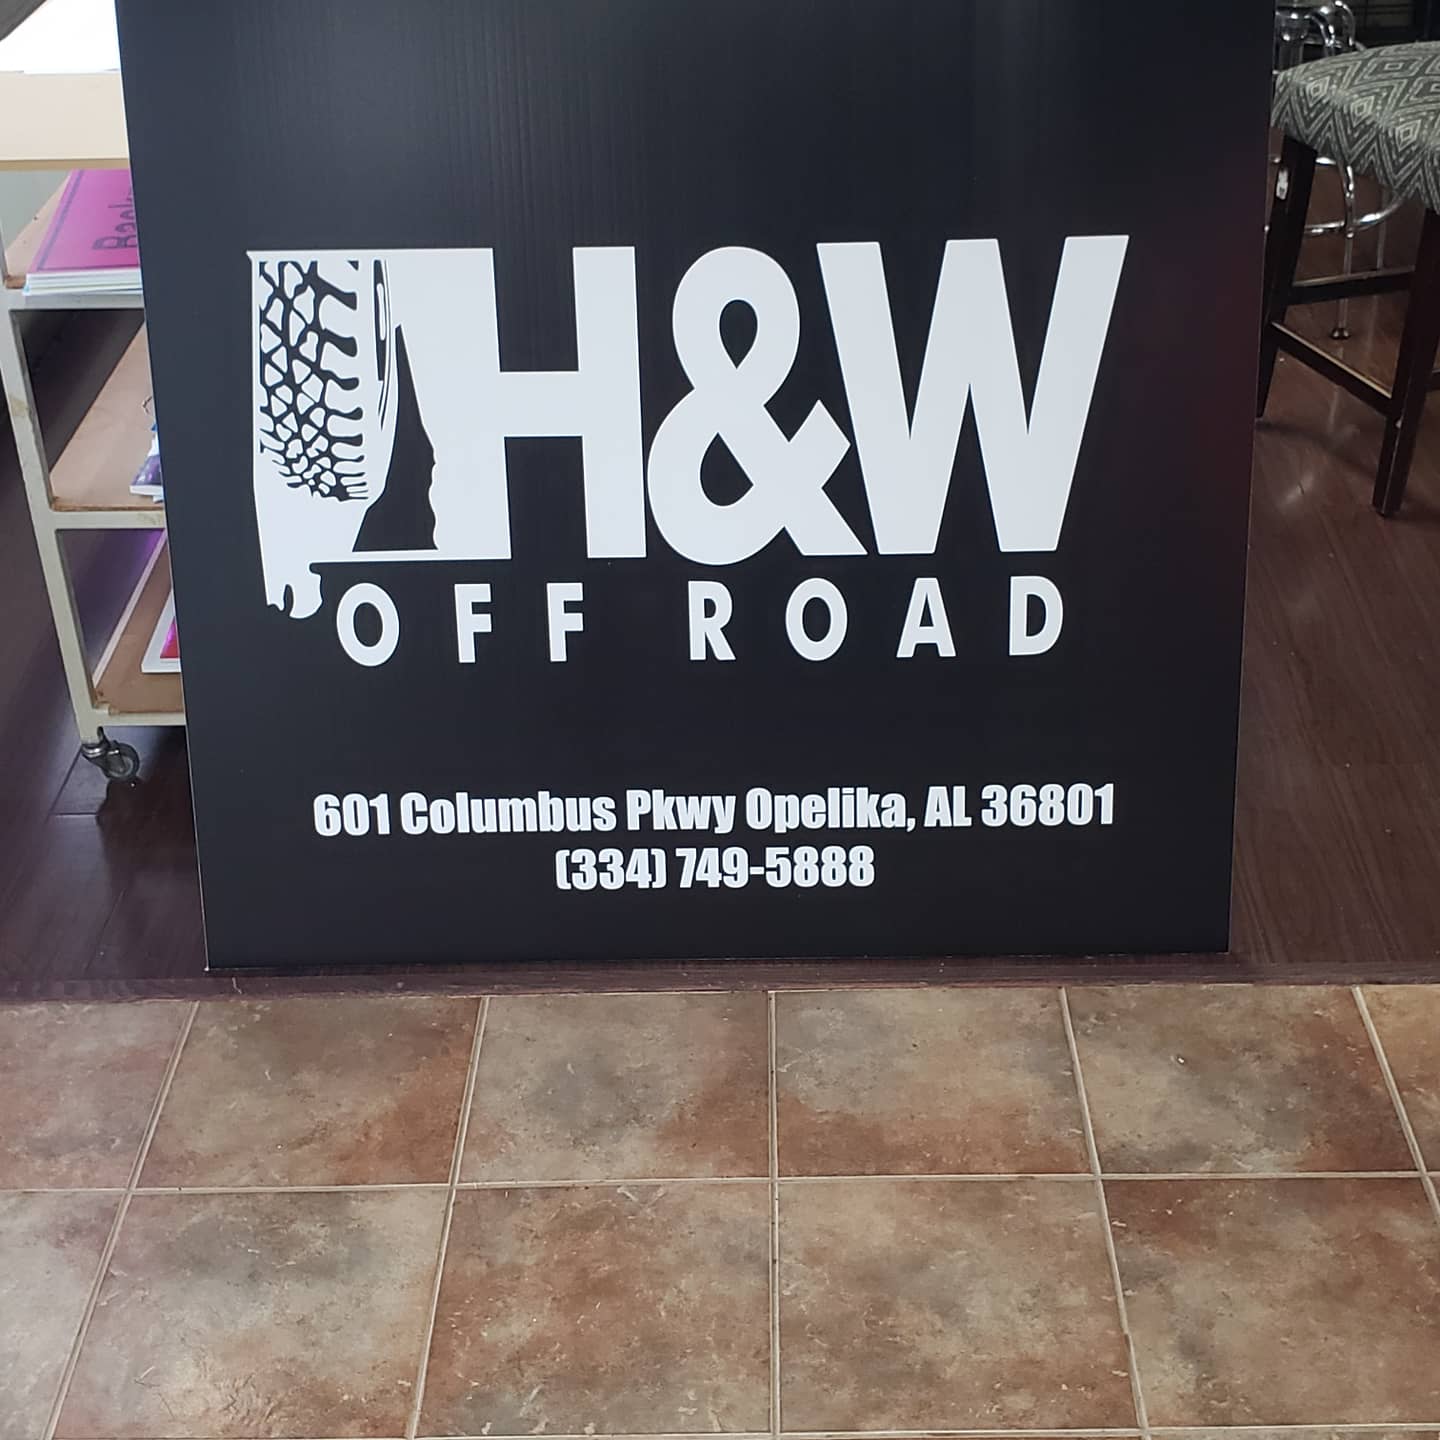 H&W
OFF ROAD
601 Columbus Pkwy Opelika, AL 36801
(334) 749-5888